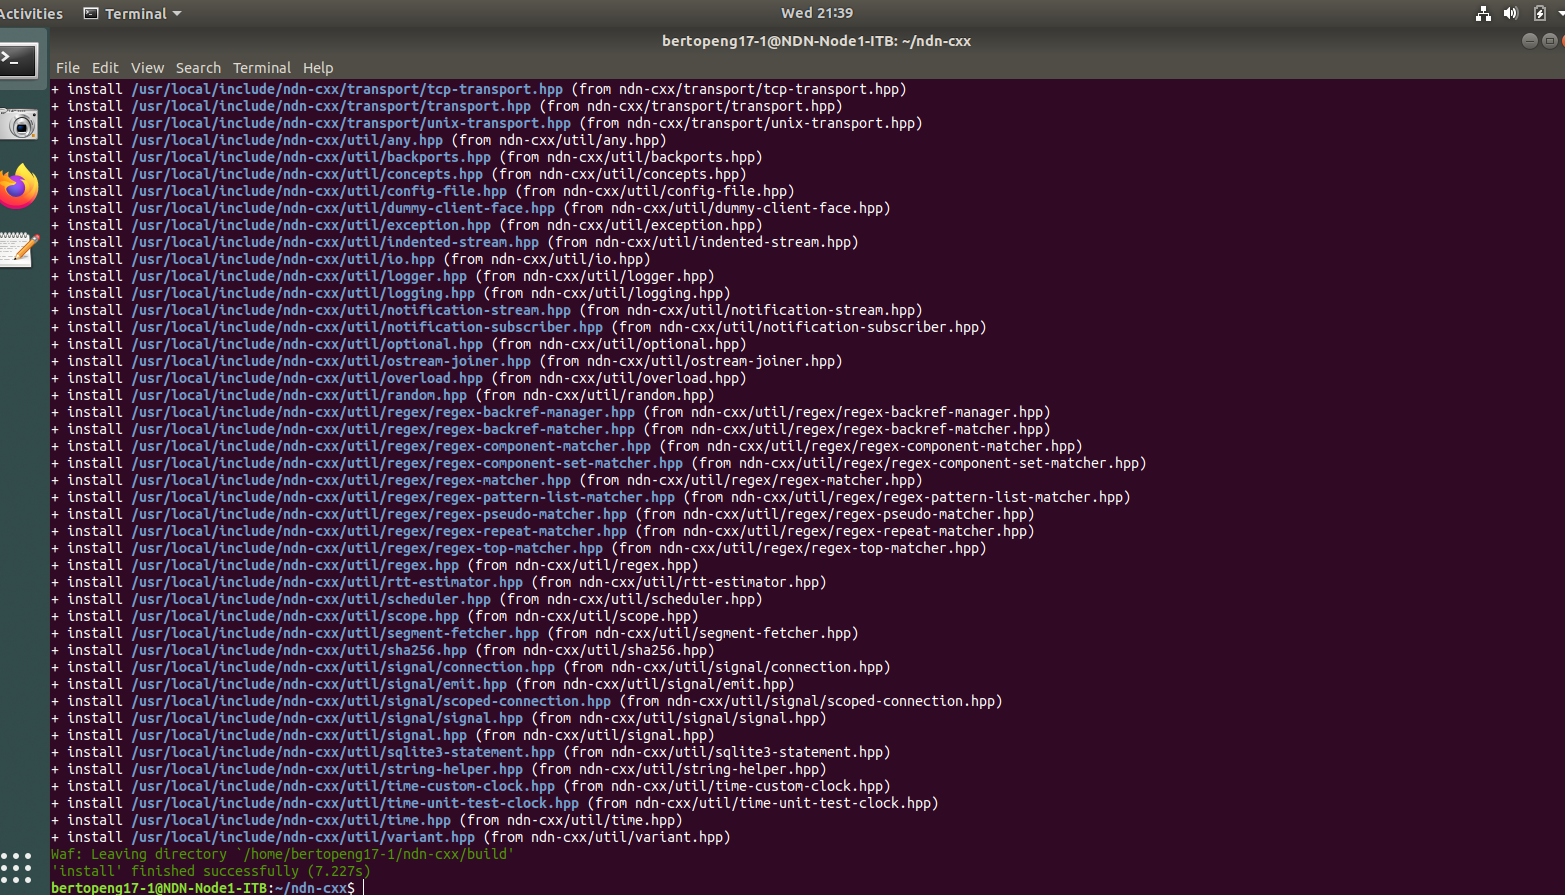 Activities Terminal Wed 21:39
bertopeng17-1@NDN-Node1-ITB: ~/ndn-cxx
File Edit View Search Terminal Help
+ install /usr/local/include/ndn-cxx/transport/tcp-transport.hpp (from ndn-cxx/transport/tcp-transport.hpp)
+ install /usr/local/include/ndn-cxx/transport/transport.hpp (from ndn-cxx/transport/transport.hpp)
+ install /usr/local/include/ndn-cxx/transport/unix-transport.hpp (from ndn-cxx/transport/unix-transport.hpp)
+ install /usr/local/include/ndn-cxx/util/any.hpp (from ndn-cxx/util/any.hpp)
+ install /usr/local/include/ndn-cxx/util/backports.hpp (from ndn-cxx/util/backports.hpp)
+ install /usr/local/include/ndn-cxx/util/concepts.hpp (from ndn-cxx/util/concepts.hpp)
+ install /usr/local/include/ndn-cxx/util/config-file.hpp (from ndn-cxx/util/config-file.hpp)
+ install /usr/local/include/ndn-cxx/util/dummy-client-face.hpp (from ndn-cxx/util/dummy-client-face.hpp)
+ install /usr/local/include/ndn-cxx/util/exception.hpp (from ndn-cxx/util/exception.hpp)
+ install /usr/local/include/ndn-cxx/util/indented-stream.hpp (from ndn-cxx/util/indented-stream.hpp)
+ install /usr/local/include/ndn-cxx/util/io.hpp (from ndn-cxx/util/io.hpp)
+ install /usr/local/include/ndn-cxx/util/logger.hpp (from ndn-cxx/util/logger.hpp)
+ install /usr/local/include/ndn-cxx/util/logging.hpp (from ndn-cxx/util/logging.hpp)
+ install /usr/local/include/ndn-cxx/util/notification-stream.hpp (from ndn-cxx/util/notification-stream.hpp)
+ install /usr/local/include/ndn-cxx/util/notification-subscriber.hpp (from ndn-cxx/util/notification-subscriber.hpp)
+ install /usr/local/include/ndn-cxx/util/optional.hpp (from ndn-cxx/util/optional.hpp)
+ install /usr/local/include/ndn-cxx/util/ostream-joiner.hpp (from ndn-cxx/util/ostream-joiner.hpp)
+ install /usr/local/include/ndn-cxx/util/overload.hpp (from ndn-cxx/util/overload.hpp)
+ install /usr/local/include/ndn-cxx/util/random.hpp (from ndn-cxx/util/random.hpp)
+ install /usr/local/include/ndn-cxx/util/regex/regex-backref-manager.hpp (from ndn-cxx/util/regex/regex-backref-manager.hpp)
+ install /usr/local/include/ndn-cxx/util/regex/regex-backref-matcher.hpp (from ndn-cxx/util/regex/regex-backref-matcher.hpp)
+ install /usr/local/include/ndn-cxx/util/regex/regex-component-matcher.hpp (from ndn-cxx/util/regex/regex-component-matcher.hpp)
+ install /usr/local/include/ndn-cxx/util/regex/regex-component-set-matcher.hpp (from ndn-cxx/util/regex/regex-component-set-matcher.hpp)
+ install /usr/local/include/ndn-cxx/util/regex/regex-matcher.hpp (from ndn-cxx/util/regex/regex-matcher.hpp)
+ install /usr/local/include/ndn-cxx/util/regex/regex-pattern-list-matcher.hpp (from ndn-cxx/util/regex/regex-pattern-list-matcher.hpp)
+ install /usr/local/include/ndn-cxx/util/regex/regex-pseudo-matcher.hpp (from ndn-cxx/util/regex/regex-pseudo-matcher.hpp)
+ install /usr/local/include/ndn-cxx/util/regex/regex-repeat-matcher.hpp (from ndn-cxx/util/regex/regex-repeat-matcher.hpp)
+ install /usr/local/include/ndn-cxx/util/regex/regex-top-matcher.hpp (from ndn-cxx/util/regex/regex-top-matcher.hpp)
+ install /usr/local/include/ndn-cxx/util/regex.hpp (from ndn-cxx/util/regex.hpp)
+ install /usr/local/include/ndn-cxx/util/rtt-estimator.hpp (from ndn-cxx/util/rtt-estimator.hpp)
+ install /usr/local/include/ndn-cxx/util/scheduler.hpp (from ndn-cxx/util/scheduler.hpp)
+ install /usr/local/include/ndn-cxx/util/scope.hpp (from ndn-cxx/util/scope.hpp)
+ install /usr/local/include/ndn-cxx/util/segment-fetcher.hpp (from ndn-cxx/util/segment-fetcher.hpp)
+ install /usr/local/include/ndn-cxx/util/sha256.hpp (from ndn-cxx/util/sha256.hpp)
+ install /usr/local/include/ndn-cxx/util/signal/connection.hpp (from ndn-cxx/util/signal/connection.hpp)
+ install /usr/local/include/ndn-cxx/util/signal/emit.hpp (from ndn-cxx/util/signal/emit.hpp)
+ install /usr/local/include/ndn-cxx/util/signal/scoped-connection.hpp (from ndn-cxx/util/signal/scoped-connection.hpp)
+ install /usr/local/include/ndn-cxx/util/signal/signal.hpp (from ndn-cxx/util/signal/signal.hpp)
+ install /usr/local/include/ndn-cxx/util/signal.hpp (from ndn-cxx/util/signal.hpp)
+ install /usr/local/include/ndn-cxx/util/sqlite3-statement.hpp (from ndn-cxx/util/sqlite3-statement.hpp)
+ install /usr/local/include/ndn-cxx/util/string-helper.hpp (from ndn-cxx/util/string-helper.hpp)
+ install /usr/local/include/ndn-cxx/util/time-custom-clock.hpp (from ndn-cxx/util/time-custom-clock.hpp)
+ install /usr/local/include/ndn-cxx/util/time-unit-test-clock.hpp (from ndn-cxx/util/time-unit-test-clock.hpp)
+ install /usr/local/include/ndn-cxx/util/time.hpp (from ndn-cxx/util/time.hpp)
+ install /usr/local/include/ndn-cxx/util/variant.hpp (from ndn-cxx/util/variant.hpp)
Waf: Leaving directory `/home/bertopeng17-1/ndn-cxx/build'
'install' finished successfully (7.227s)
bertopeng17-1@NDN-Node1-ITB:~/ndn-cxx$